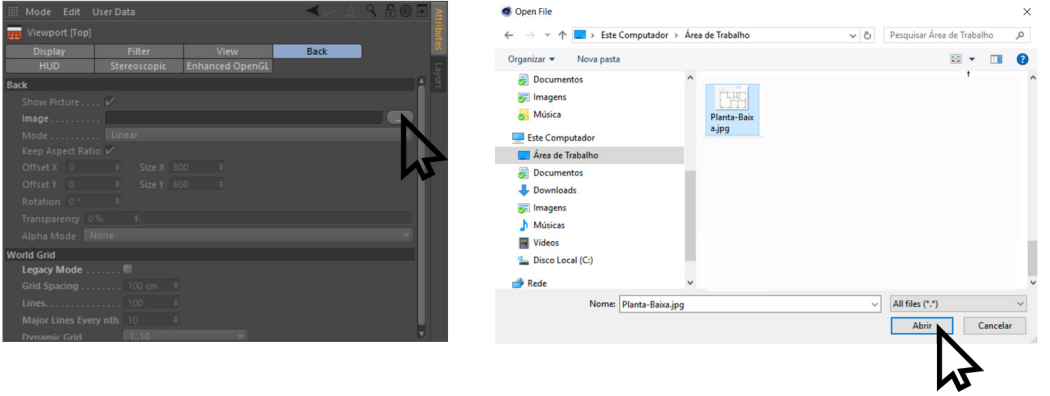 Mode Edit User Data
Viewport [Top]
Display Filter View Back
HUD Stereoscopic Enhanced OpenGL
Back
Show Picture . . . .
Image . . . . . . . . . . ...
Mode . . . . . . . . . . Linear
Keep Aspect Ratio
Offset X 0 Size X 800
Offset Y 0 Size Y 600
Rotation 0 °
Transparency 0 %
Alpha Mode None
World Grid
Legacy Mode . . . . . . .
Grid Spacing . . . . . . . . 100 cm
Lines. . . . . . . . . . . . . 100
Major Lines Every nth 10
Dynamic Grid 1..10
Attributes
Layers
Open File
Este Computador > Área de Trabalho
Pesquisar Área de Trabalho
Organizar Nova pasta
Documentos
Imagens
Música
Este Computador
Área de Trabalho
Documentos
Downloads
Imagens
Músicas
Vídeos
Disco Local (C:)
Rede
Planta-Baix
a.jpg
Nome: Planta-Baixa.jpg All files (*.*)
Abrir Cancelar